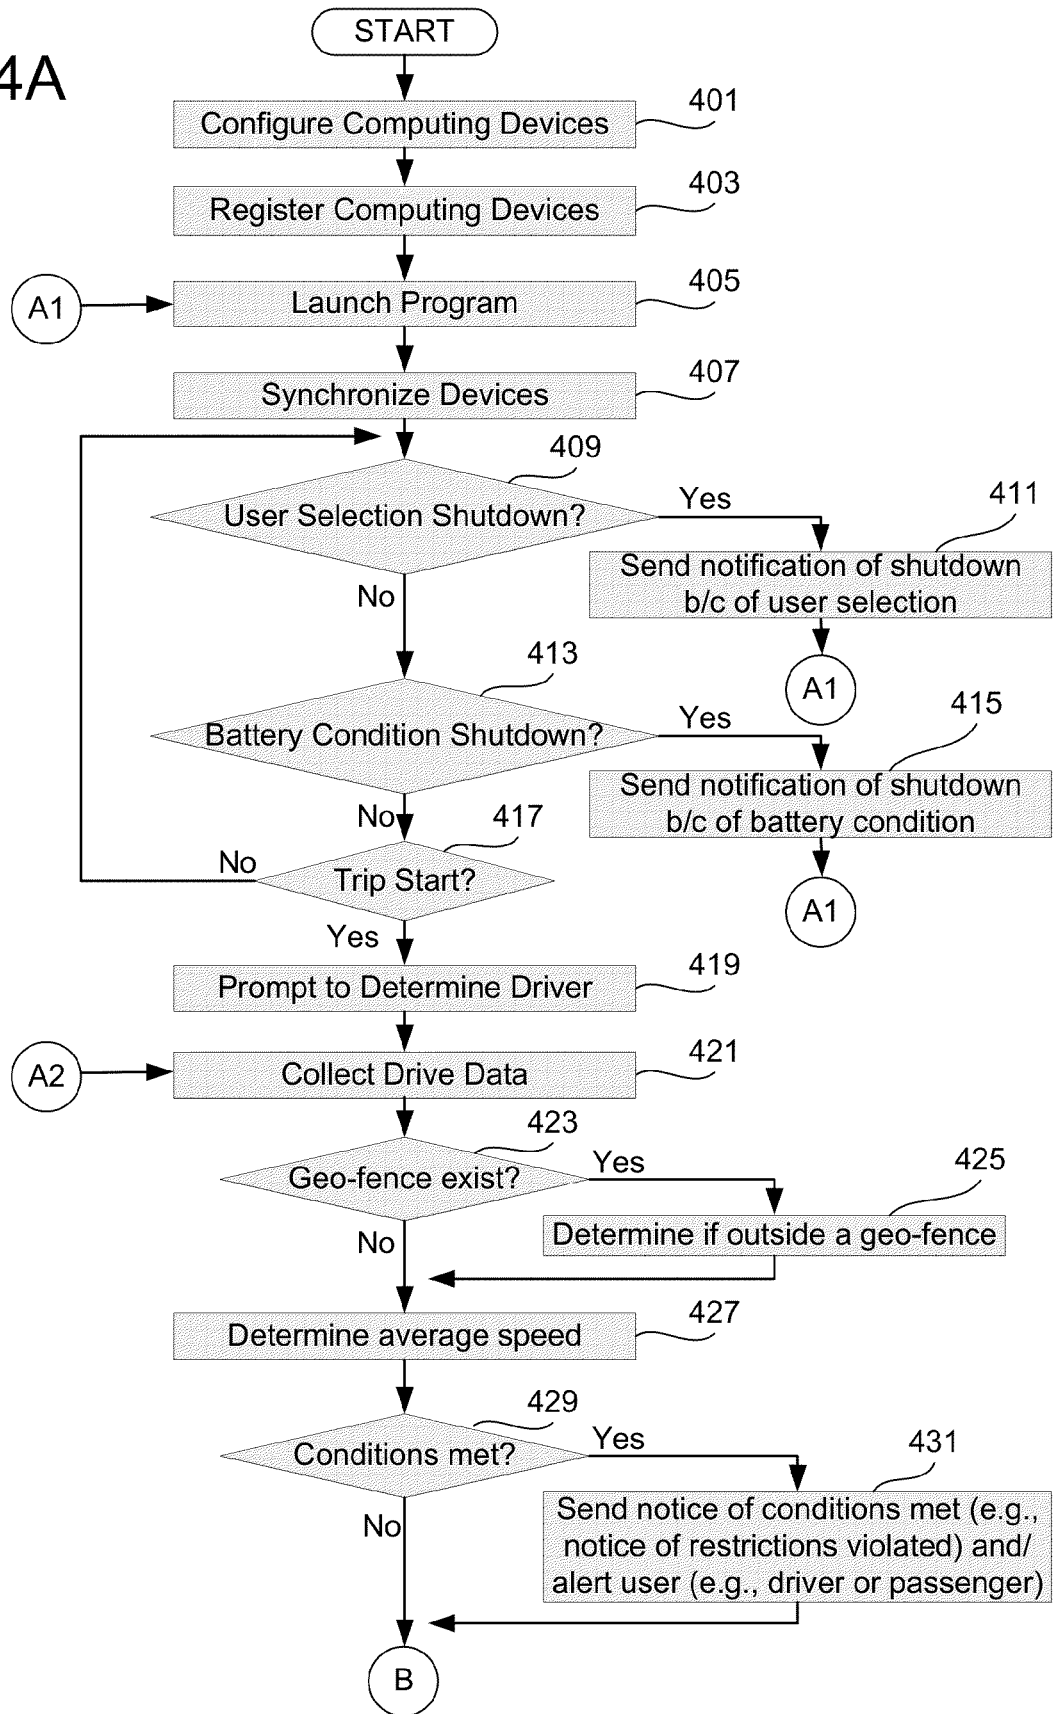 START
4A
401
Configure Computing Devices
403
Register Computing Devices
405
A1
Launch Program
407
Synchronize Devices
409
User Selection Shutdown?
Yes
411
Send notification of shutdown
b/c of user selection
No
A1
413
Battery Condition Shutdown?
Yes
415
Send notification of shutdown
b/c of battery condition
No
417
No
Trip Start?
A1
Yes
419
Prompt to Determine Driver
421
A2
Collect Drive Data
423
Geo-fence exist?
Yes
425
Determine if outside a geo-fence
No
427
Determine average speed
429
Conditions met?
Yes
431
Send notice of conditions met (e.g.,
notice of restrictions violated) and/
alert user (e.g., driver or passenger)
No
B